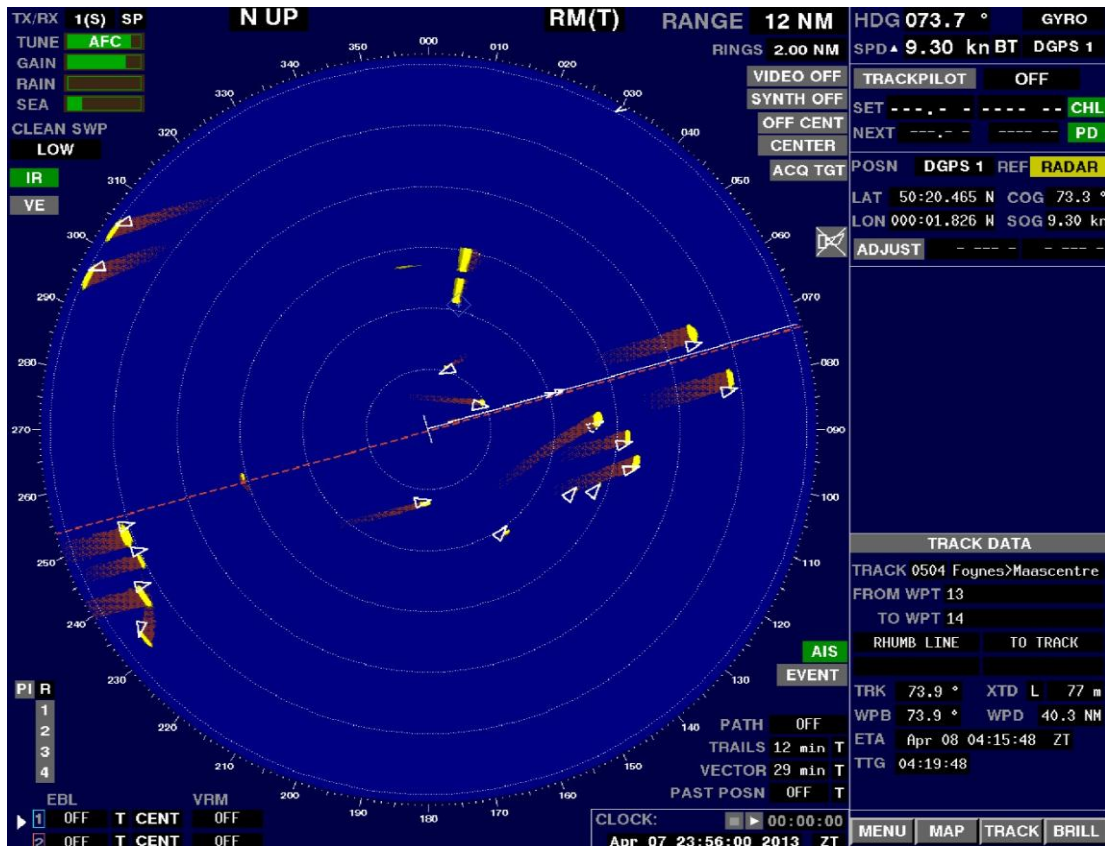 TX/RX 1(S) SP
TUNE AFC
GAIN
RAIN
SEA
CLEAN SWP
LOW
IR
VE
N UP
RM(T)
RANGE 12 NM
RINGS 2.00 NM
VIDEO OFF
SYNTH OFF
OFF CENT
CENTER
ACQ TGT
000
010
020
030
040
050
060
070
080
090
100
110
120
130
140
150
160
170
180
190
200
210
220
230
240
250
260
270
280
290
300
310
320
330
340
350
AIS
EVENT
PI R
1
2
3
4
PATH OFF
TRAILS 12 min T
VECTOR 29 min T
PAST POSN OFF T
EBL VRM
1 OFF T CENT OFF
2 OFF T CENT OFF
CLOCK: 00:00:00
Apr 07 23:56:00 2013 ZT
HDG 073.7 ° GYRO
SPD 9.30 kn BT DGPS 1
TRACKPILOT OFF
SET ---.- - ---- -- CHL
NEXT ---.- - ---- -- PD
POSN DGPS 1 REF RADAR
LAT 50:20.465 N COG 73.3 °
LON 000:01.826 W SOG 9.30 kn
ADJUST - --- - - --- -
TRACK DATA
TRACK 0504 Foynes>Maascentre
FROM WPT 13
TO WPT 14
RHUMB LINE TO TRACK
TRK 73.9 ° XTD L 77 m
WPB 73.9 ° WPD 40.3 NM
ETA Apr 08 04:15:48 ZT
TTG 04:19:48
MENU MAP TRACK BRILL